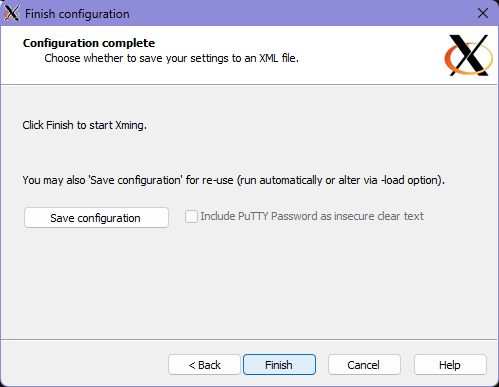 Finish configuration
Configuration complete
Choose whether to save your settings to an XML file.
Click Finish to start Xming.
You may also 'Save configuration' for re-use (run automatically or alter via -load option).
Save configuration
Include PuTTY Password as insecure clear text
< Back
Finish
Cancel
Help